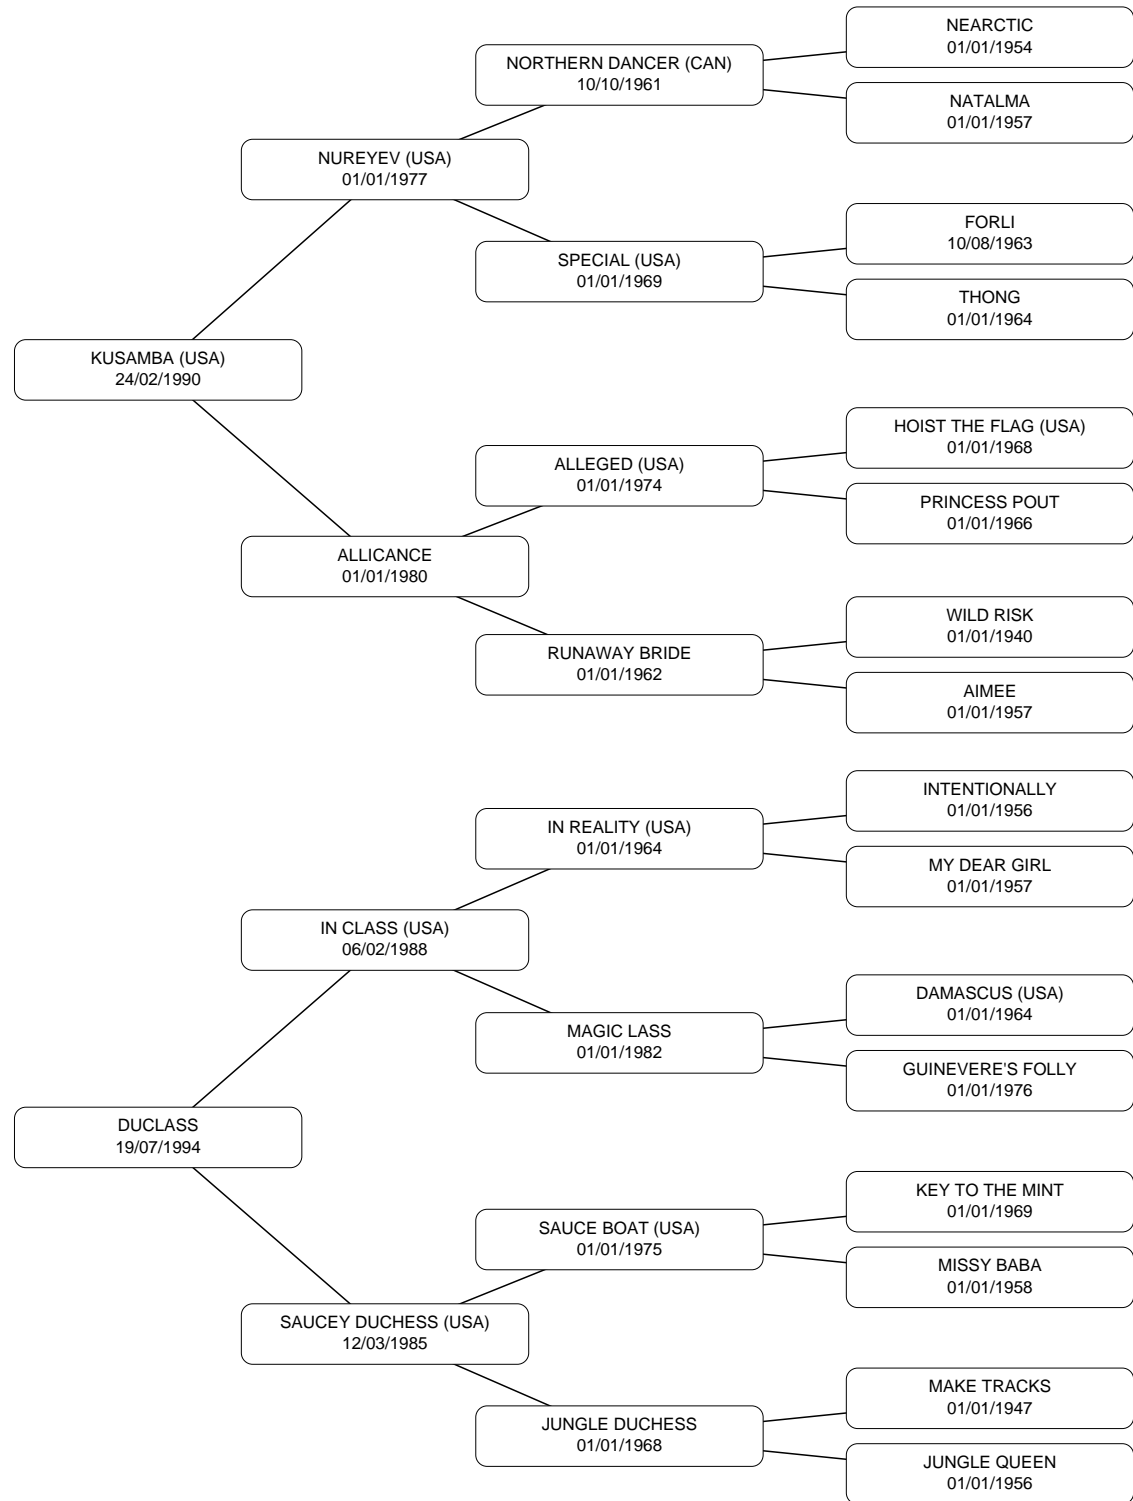 NEARCTIC
01/01/1954
NORTHERN DANCER (CAN)
10/10/1961
NATALMA
01/01/1957
NUREYEV (USA)
01/01/1977
FORLI
10/08/1963
SPECIAL (USA)
01/01/1969
THONG
01/01/1964
KUSAMBA (USA)
24/02/1990
HOIST THE FLAG (USA)
01/01/1968
ALLEGED (USA)
01/01/1974
PRINCESS POUT
01/01/1966
ALLICANCE
01/01/1980
WILD RISK
01/01/1940
RUNAWAY BRIDE
01/01/1962
AIMEE
01/01/1957
INTENTIONALLY
01/01/1956
IN REALITY (USA)
01/01/1964
MY DEAR GIRL
01/01/1957
IN CLASS (USA)
06/02/1988
DAMASCUS (USA)
01/01/1964
MAGIC LASS
01/01/1982
GUINEVERE'S FOLLY
01/01/1976
DUCLASS
19/07/1994
KEY TO THE MINT
01/01/1969
SAUCE BOAT (USA)
01/01/1975
MISSY BABA
01/01/1958
SAUCEY DUCHESS (USA)
12/03/1985
MAKE TRACKS
01/01/1947
JUNGLE DUCHESS
01/01/1968
JUNGLE QUEEN
01/01/1956